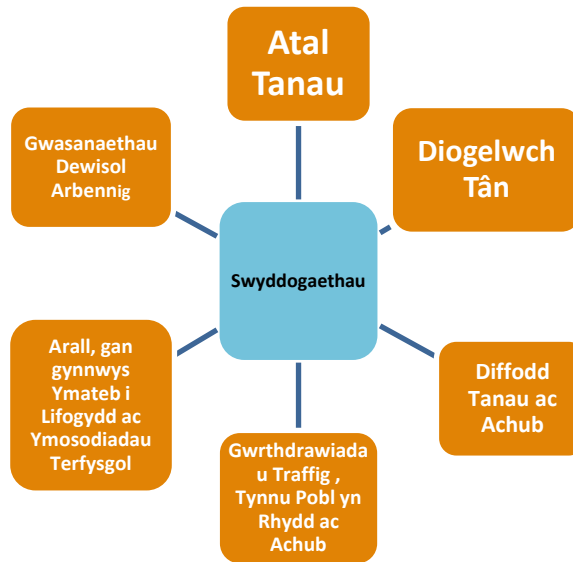 Atal
Tanau
Diogelwch
Tân
Diffodd
Tanau ac
Achub
Gwrthdrawiada
u Traffig ,
Tynnu Pobl yn
Rhydd ac
Achub
Arall, gan
gynnwys
Ymateb i
Lifogydd ac
Ymosodiadau
Terfysgol
Gwasanaethau
Dewisol
Arbennig
Swyddogaethau